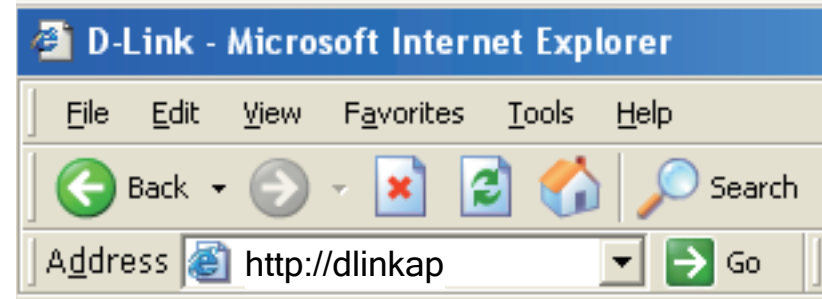 D-Link - Microsoft Internet Explorer
File Edit View Favorites Tools Help
Back Search
Address http://dlinkap Go